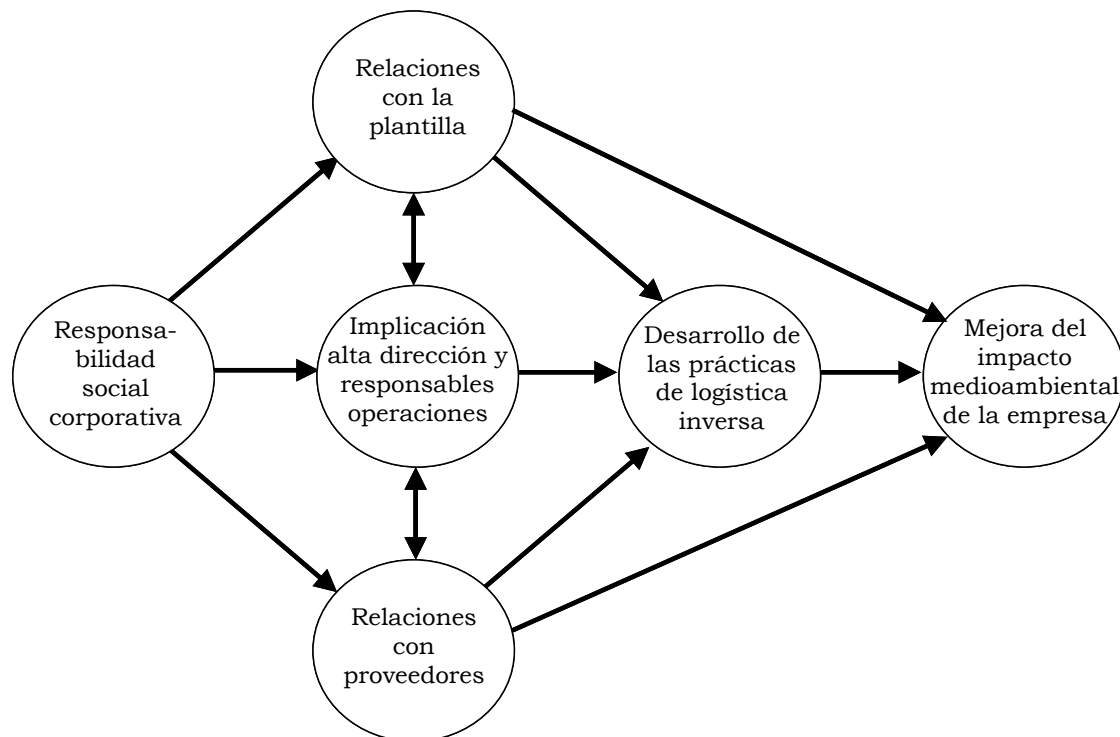 Relaciones
con la
plantilla
Responsa-
bilidad
social
corporativa
Implicación
alta dirección y
responsables
operaciones
Desarrollo de
las prácticas
de logística
inversa
Mejora del
impacto
medioambiental
de la empresa
Relaciones
con
proveedores